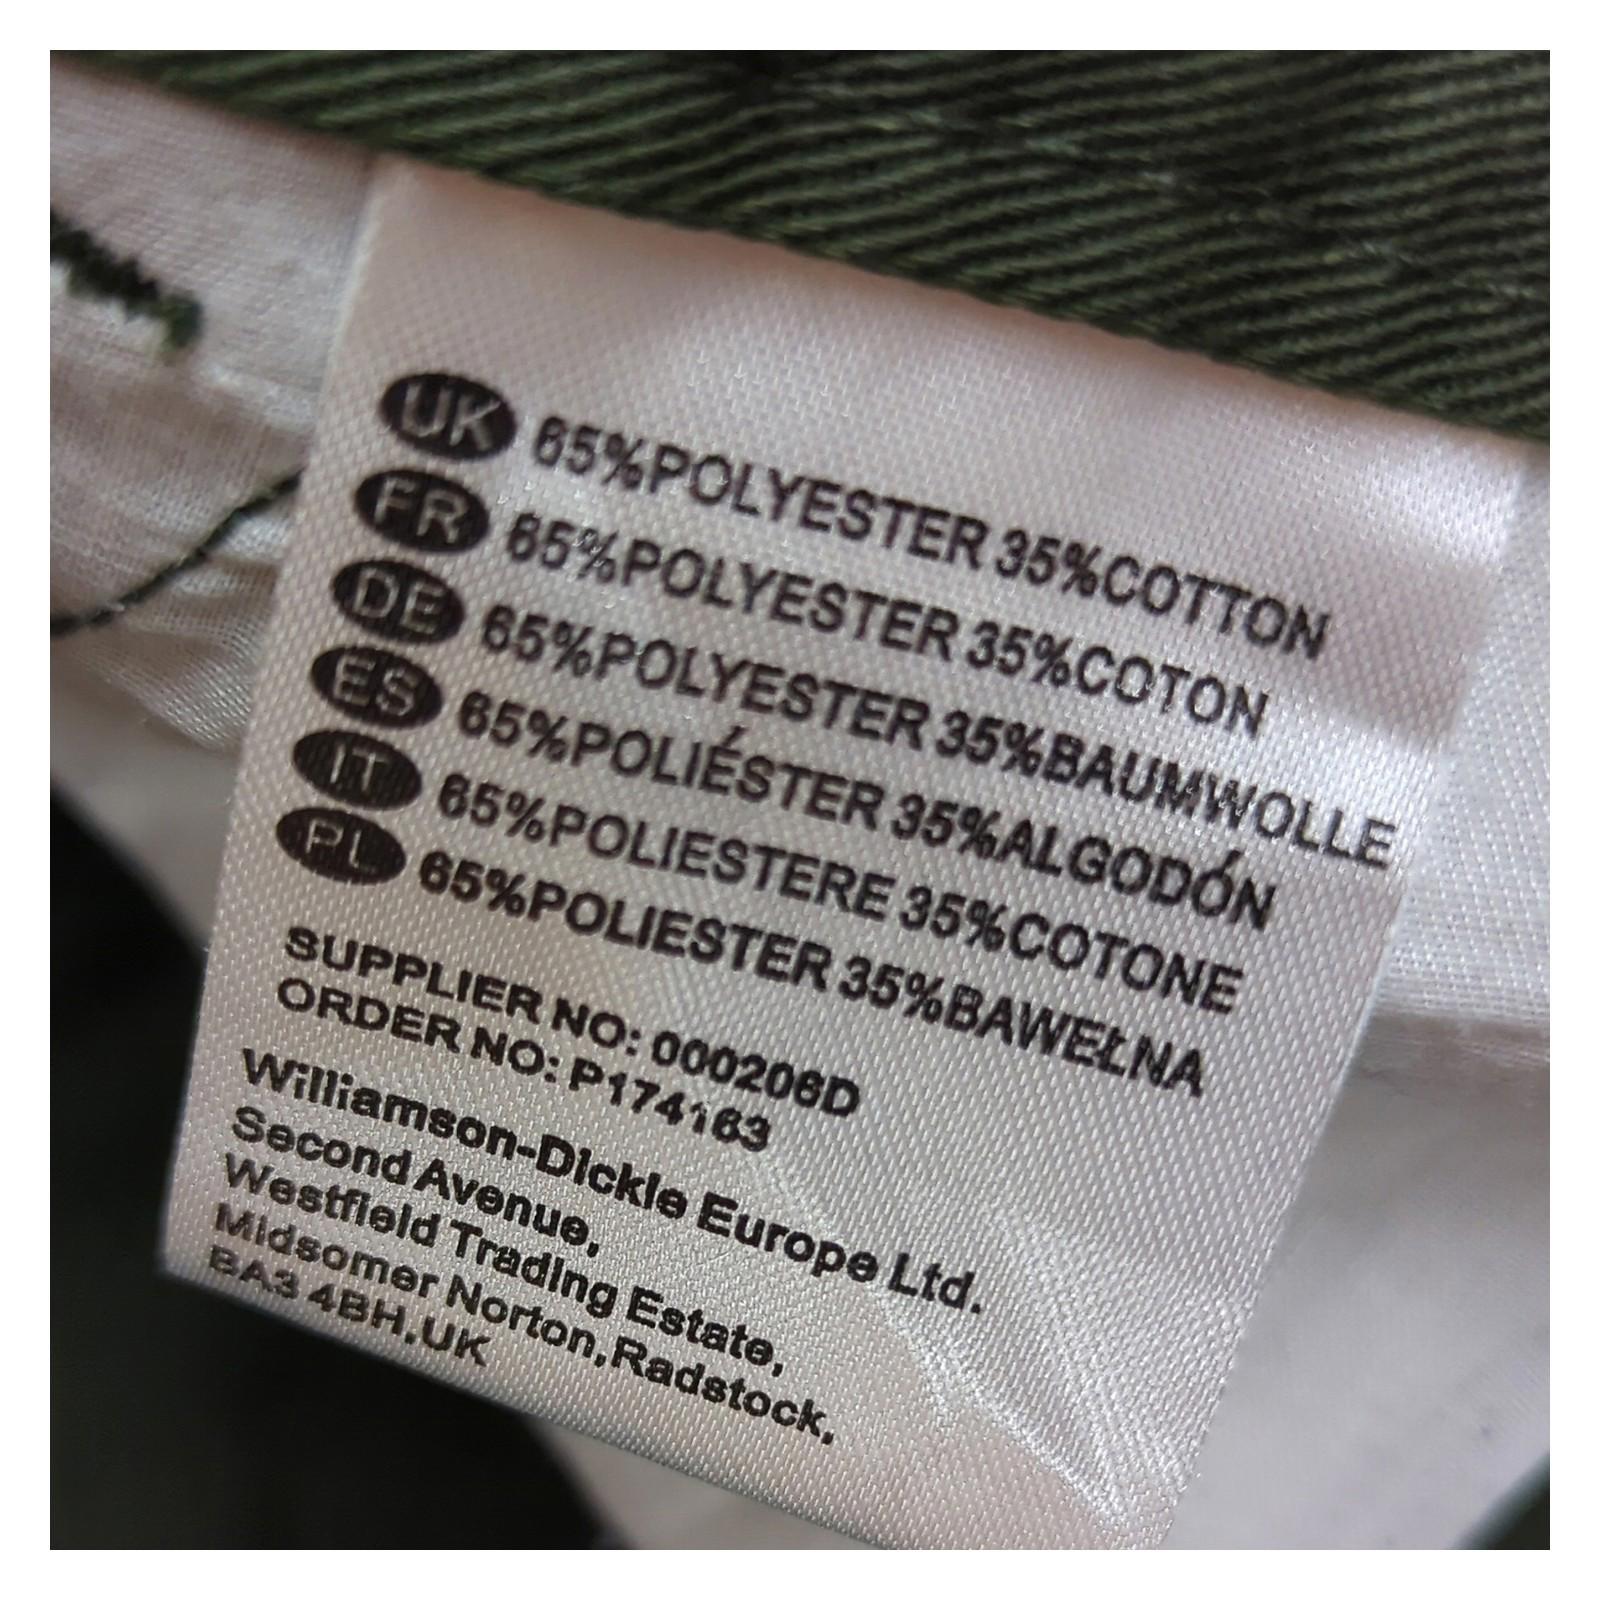 UK 65%POLYESTER 35%COTTON
FR 65%POLYESTER 35%COTON
DE 65%POLYESTER 35%BAUMWOLLE
ES 65%POLIÉSTER 35%ALGODÓN
IT 65%POLIESTERE 35%COTONE
PL 65%POLIESTER 35%BAWEŁNA
SUPPLIER NO: 000206D
ORDER NO: P174163
Williamson-Dickie Europe Ltd.
Second Avenue,
Westfield Trading Estate,
Midsomer Norton,Radstock,
BA3 4BH.UK